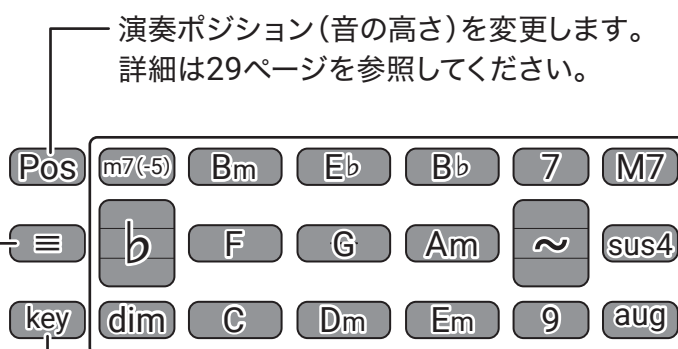 演奏ポジション（音の高さ）を変更します。
詳細は29ページを参照してください。
Pos m7(-5) Bm E♭ B♭ 7 M7
≡ ♭ F G Am ~ sus4
key dim C Dm Em 9 aug